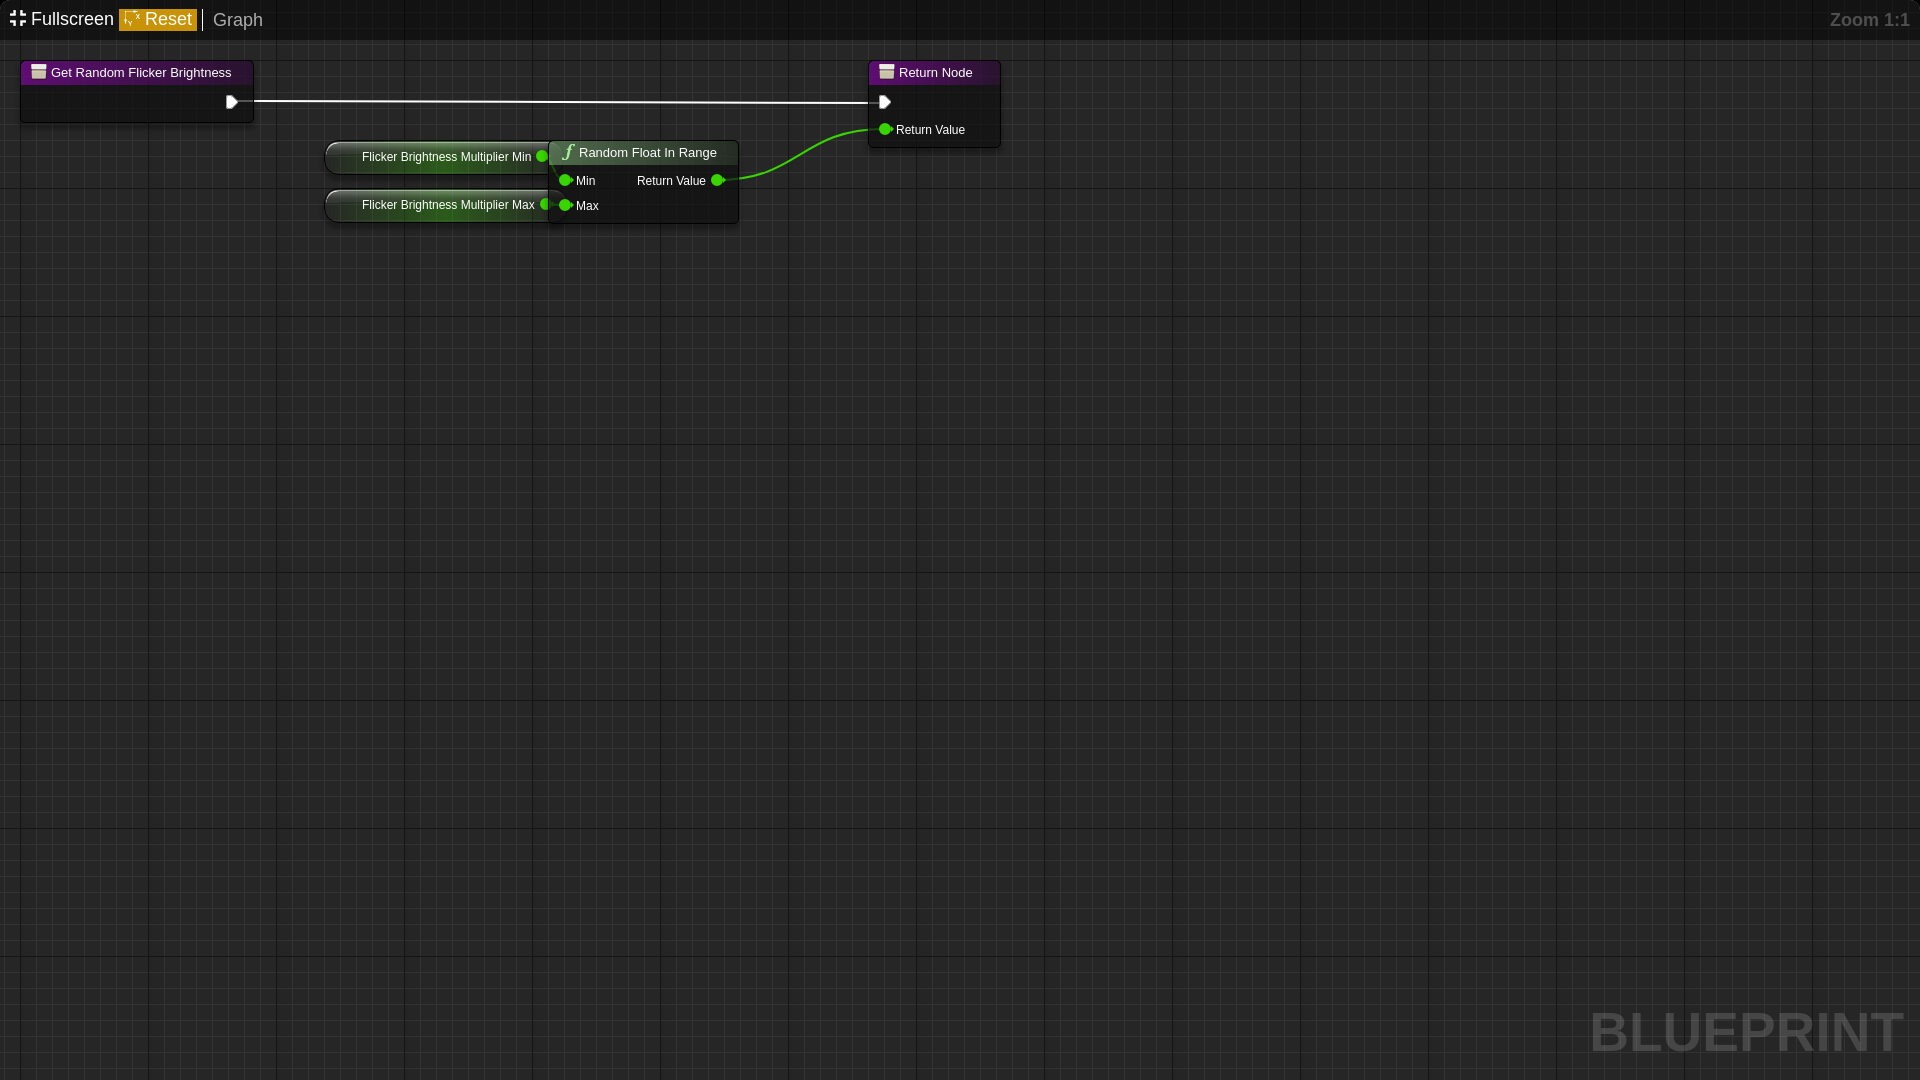 Fullscreen Reset Graph Zoom 1:1
Get Random Flicker Brightness
Return Node
Return Value
Flicker Brightness Multiplier Min
Random Float In Range
Min Return Value
Flicker Brightness Multiplier Max
Max
BLUEPRINT